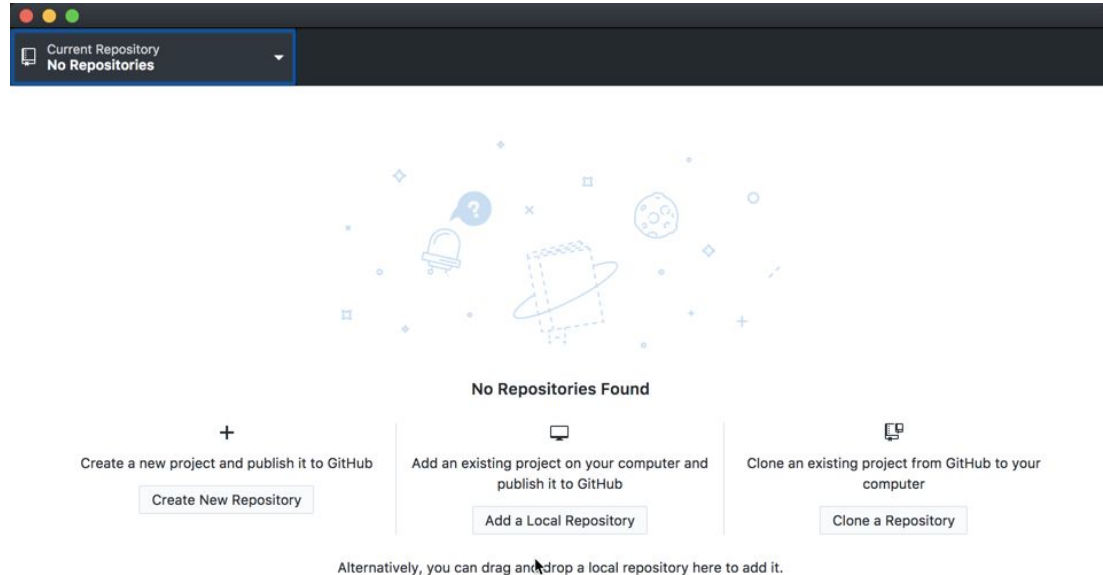 Current Repository
No Repositories
?
No Repositories Found
Create a new project and publish it to GitHub
Create New Repository
Add an existing project on your computer and
publish it to GitHub
Add a Local Repository
Clone an existing project from GitHub to your
computer
Clone a Repository
Alternatively, you can drag and drop a local repository here to add it.